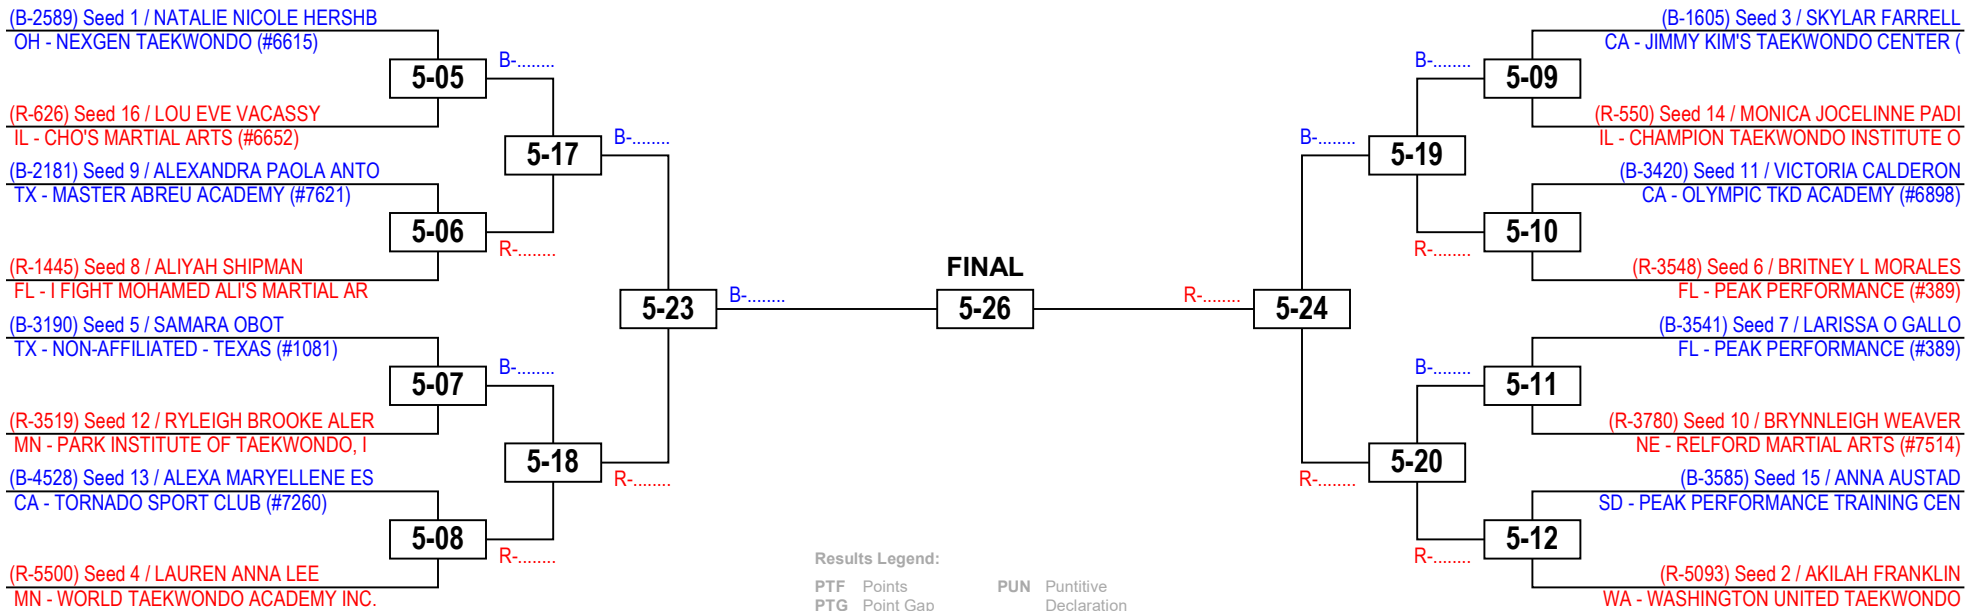 (B-2589) Seed 1 / NATALIE NICOLE HERSHB
OH - NEXGEN TAEKWONDO (#6615)
5-05
B-........
(R-626) Seed 16 / LOU EVE VACASSY
IL - CHO'S MARTIAL ARTS (#6652)
5-17
B-........
(B-2181) Seed 9 / ALEXANDRA PAOLA ANTO
TX - MASTER ABREU ACADEMY (#7621)
5-06
R-........
(R-1445) Seed 8 / ALIYAH SHIPMAN
FL - I FIGHT MOHAMED ALI'S MARTIAL AR
5-23
B-........
(B-3190) Seed 5 / SAMARA OBOT
TX - NON-AFFILIATED - TEXAS (#1081)
5-07
B-........
(R-3519) Seed 12 / RYLEIGH BROOKE ALER
MN - PARK INSTITUTE OF TAEKWONDO, I
5-18
R-........
(B-4528) Seed 13 / ALEXA MARYELLENE ES
CA - TORNADO SPORT CLUB (#7260)
5-08
R-........
(R-5500) Seed 4 / LAUREN ANNA LEE
MN - WORLD TAEKWONDO ACADEMY INC.
FINAL
5-26
(B-1605) Seed 3 / SKYLAR FARRELL
CA - JIMMY KIM'S TAEKWONDO CENTER (
B-........
5-09
(R-550) Seed 14 / MONICA JOCELINNE PADI
IL - CHAMPION TAEKWONDO INSTITUTE O
B-........
5-19
(B-3420) Seed 11 / VICTORIA CALDERON
CA - OLYMPIC TKD ACADEMY (#6898)
R-........
5-10
(R-3548) Seed 6 / BRITNEY L MORALES
FL - PEAK PERFORMANCE (#389)
R-........
5-24
(B-3541) Seed 7 / LARISSA O GALLO
FL - PEAK PERFORMANCE (#389)
B-........
5-11
(R-3780) Seed 10 / BRYNNLEIGH WEAVER
NE - RELFORD MARTIAL ARTS (#7514)
R-........
5-20
(B-3585) Seed 15 / ANNA AUSTAD
SD - PEAK PERFORMANCE TRAINING CEN
R-........
5-12
(R-5093) Seed 2 / AKILAH FRANKLIN
WA - WASHINGTON UNITED TAEKWONDO
Results Legend:
PTF Points PUN Puntitive
PTG Point Gap Declaration